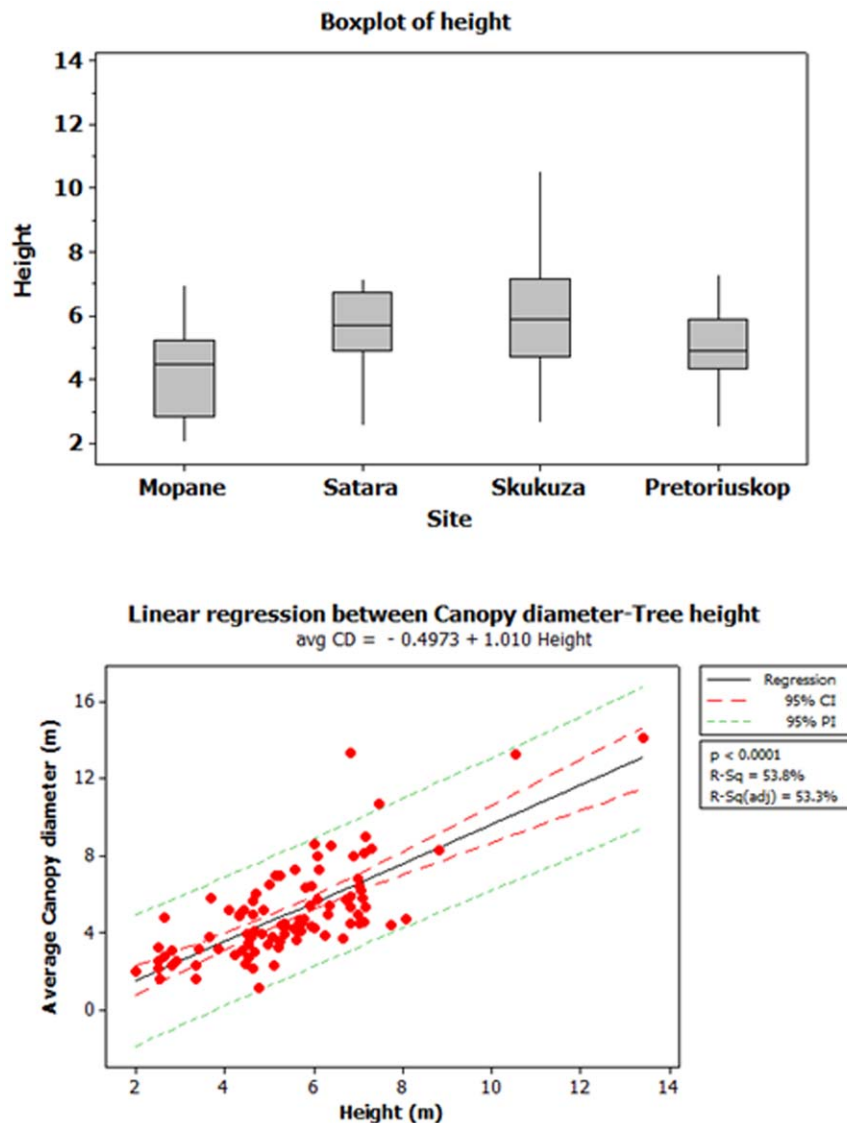 Boxplot of height
14
12
10
8
6
4
2
Height
Mopane Satara Skukuza Pretoriuskop
Site
Linear regression between Canopy diameter-Tree height
avg CD = - 0.4973 + 1.010 Height
Regression
95% CI
95% PI
p < 0.0001
R-Sq = 53.8%
R-Sq(adj) = 53.3%
16
12
8
4
0
Average Canopy diameter (m)
2 4 6 8 10 12 14
Height (m)